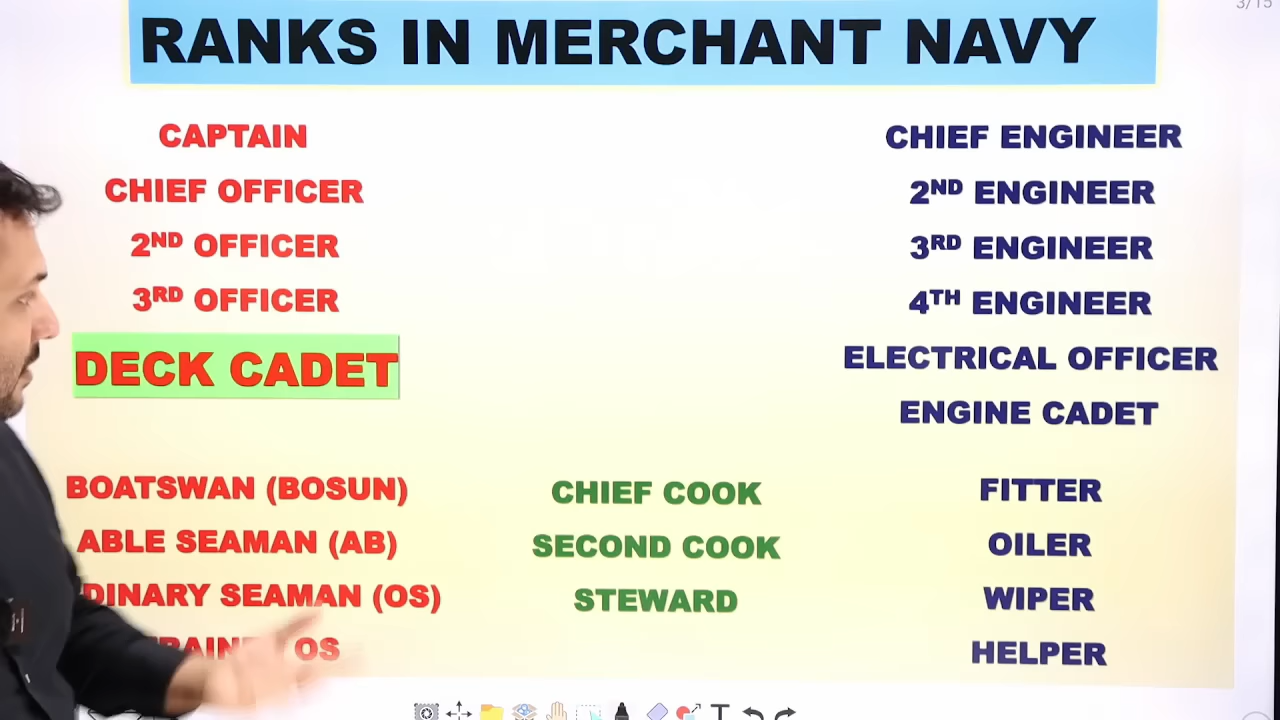 3/15
RANKS IN MERCHANT NAVY
CAPTAIN
CHIEF OFFICER
2ND OFFICER
3RD OFFICER
DECK CADET
BOATSWAN (BOSUN)
ABLE SEAMAN (AB)
DINARY SEAMAN (OS)
OS
CHIEF COOK
SECOND COOK
STEWARD
CHIEF ENGINEER
2ND ENGINEER
3RD ENGINEER
4TH ENGINEER
ELECTRICAL OFFICER
ENGINE CADET
FITTER
OILER
WIPER
HELPER